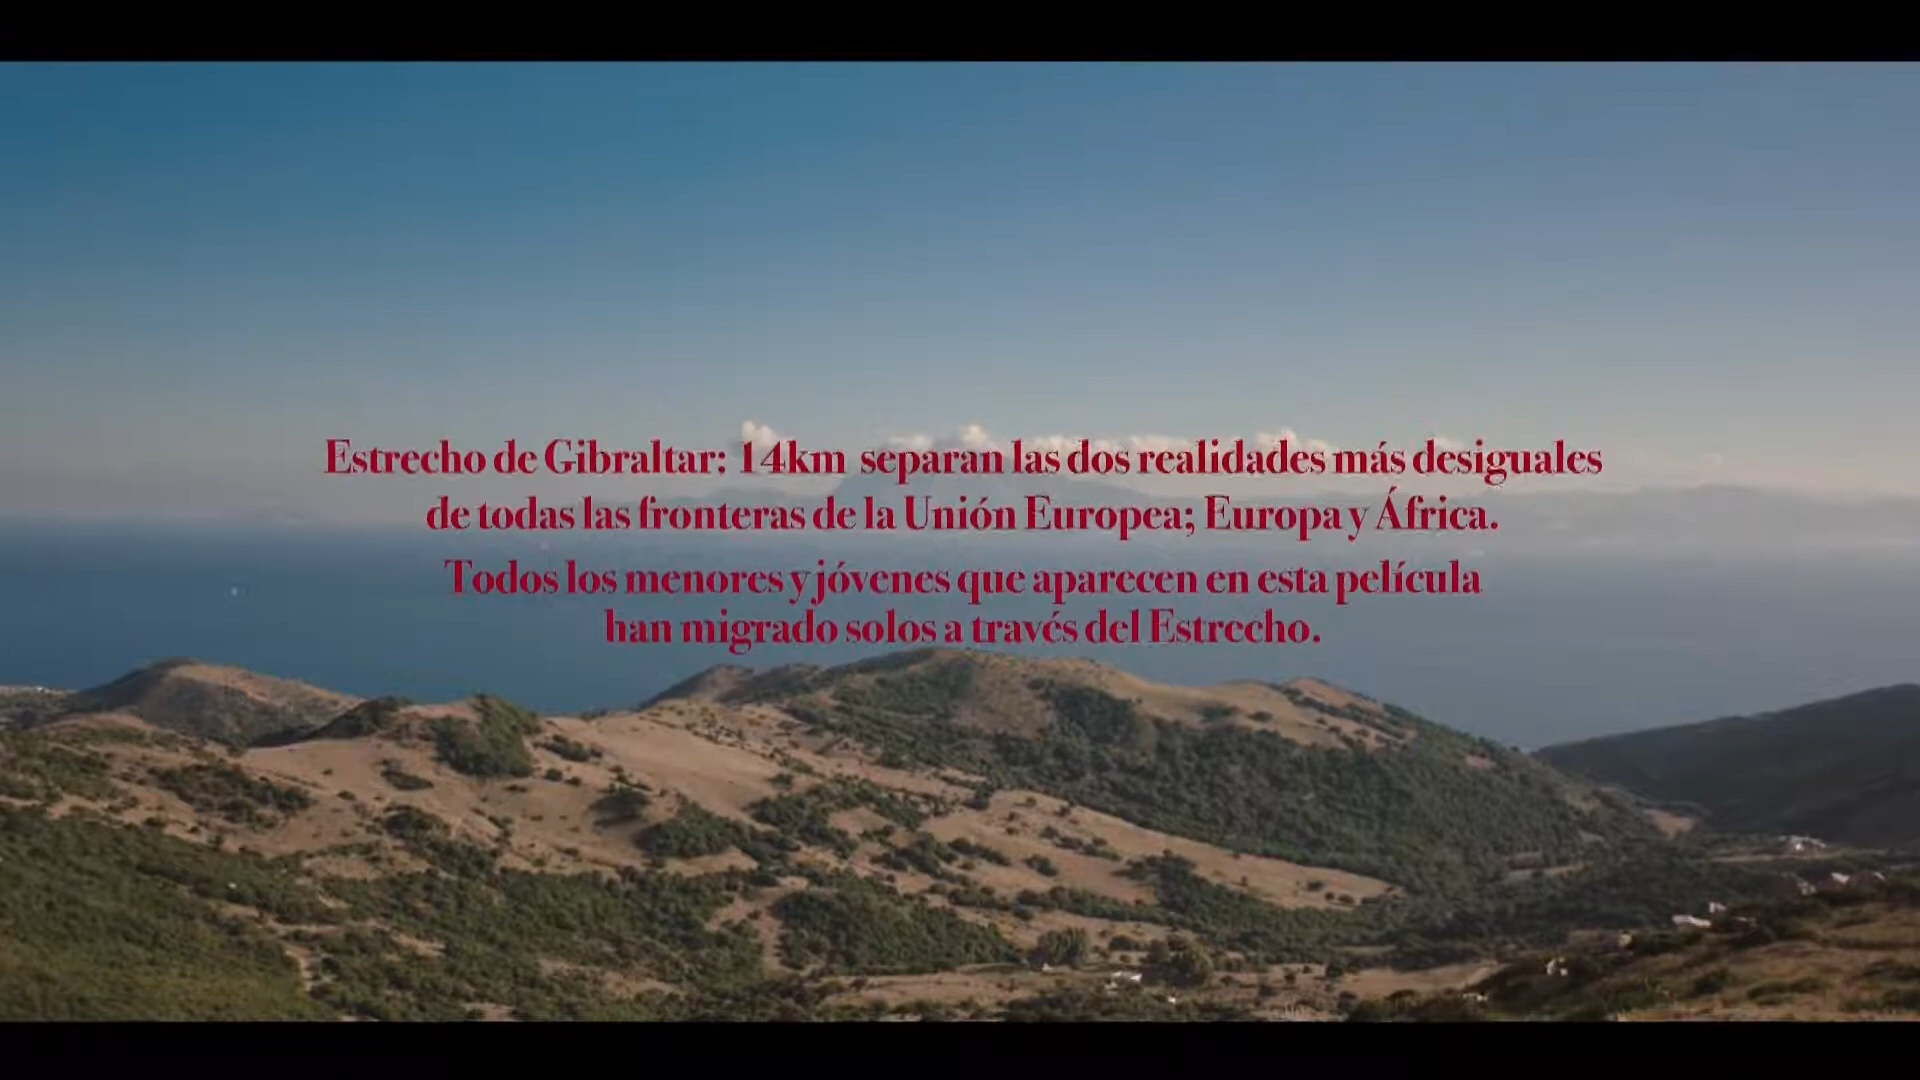 Estrecho de Gibraltar: 14km separan las dos realidades más desiguales
de todas las fronteras de la Unión Europea; Europa y África.
Todos los menores y jóvenes que aparecen en esta película
han migrado solos a través del Estrecho.